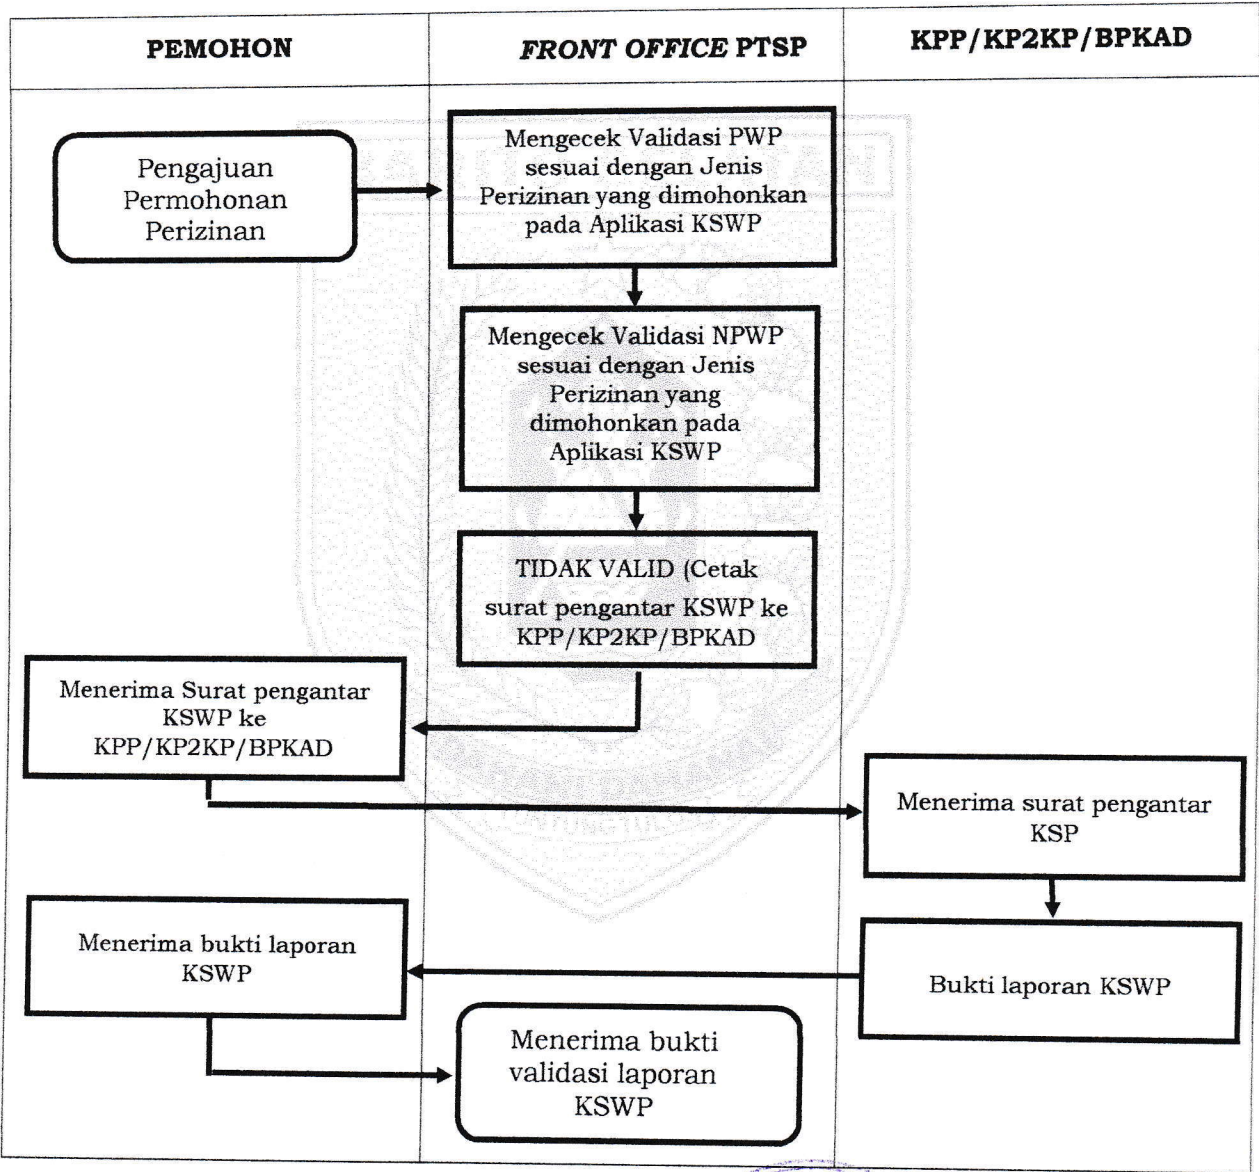 PEMOHON
FRONT OFFICE PTSP
KPP/KP2KP/BPKAD
Pengajuan
Permohonan
Perizinan
Mengecek Validasi PWP
sesuai dengan Jenis
Perizinan yang dimohonkan
pada Aplikasi KSWP
Mengecek Validasi NPWP
sesuai dengan Jenis
Perizinan yang
dimohonkan pada
Aplikasi KSWP
TIDAK VALID (Cetak
surat pengantar KSWP ke
KPP/KP2KP/BPKAD
Menerima Surat pengantar
KSWP ke
KPP/KP2KP/BPKAD
Menerima surat pengantar
KSP
Bukti laporan KSWP
Menerima bukti laporan
KSWP
Menerima bukti
validasi laporan
KSWP